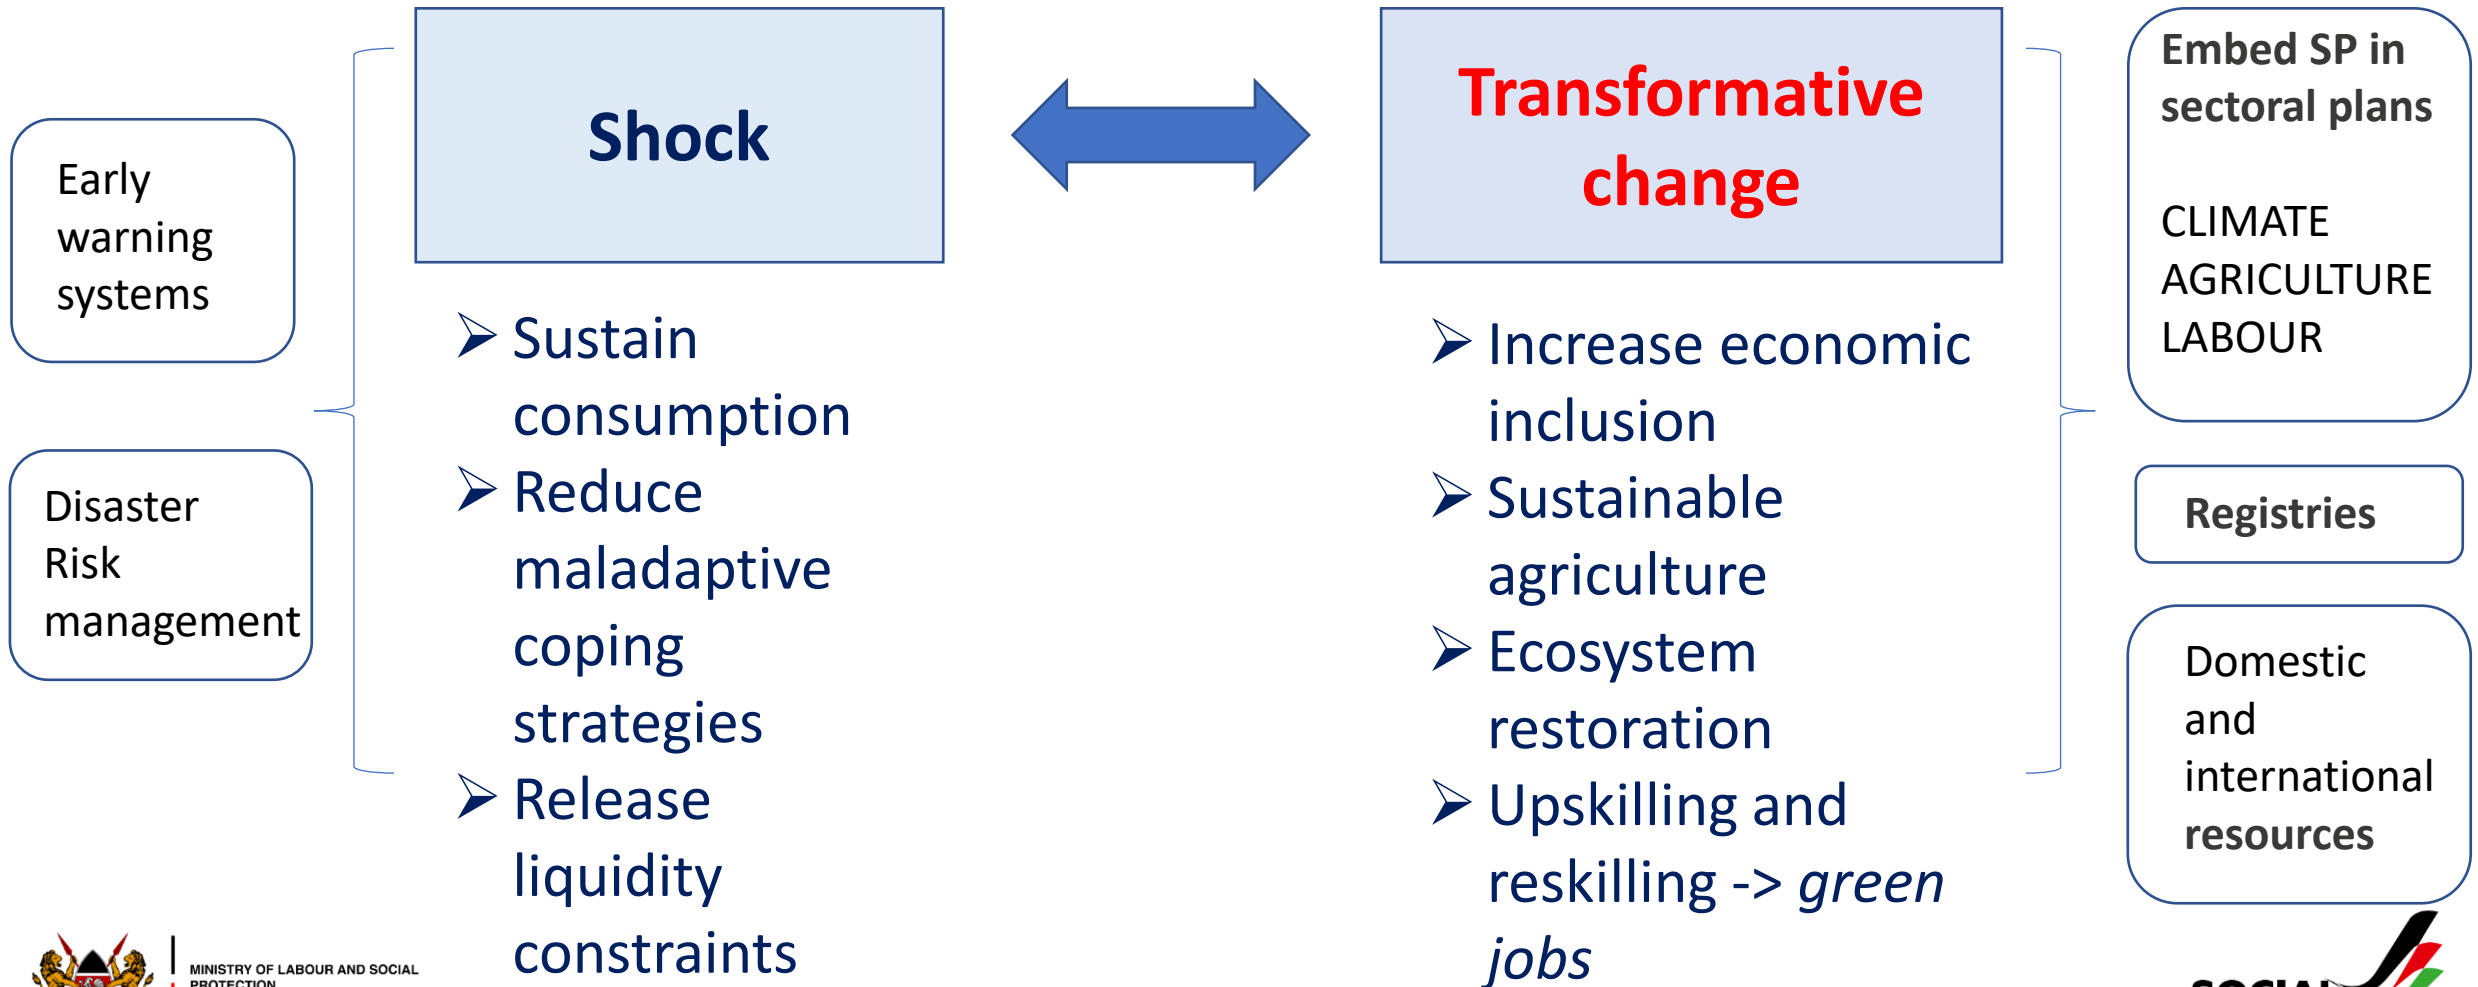 Early
warning
systems
Disaster
Risk
management
Shock
➢ Sustain
consumption
➢ Reduce
maladaptive
coping
strategies
➢ Release
liquidity
constraints
Transformative
change
➢ Increase economic
inclusion
➢ Sustainable
agriculture
➢ Ecosystem
restoration
➢ Upskilling and
reskilling -> green
jobs
Embed SP in
sectoral plans
CLIMATE
AGRICULTURE
LABOUR
Registries
Domestic
and
international
resources
MINISTRY OF LABOUR AND SOCIAL
PROTECTION
SOCIAL